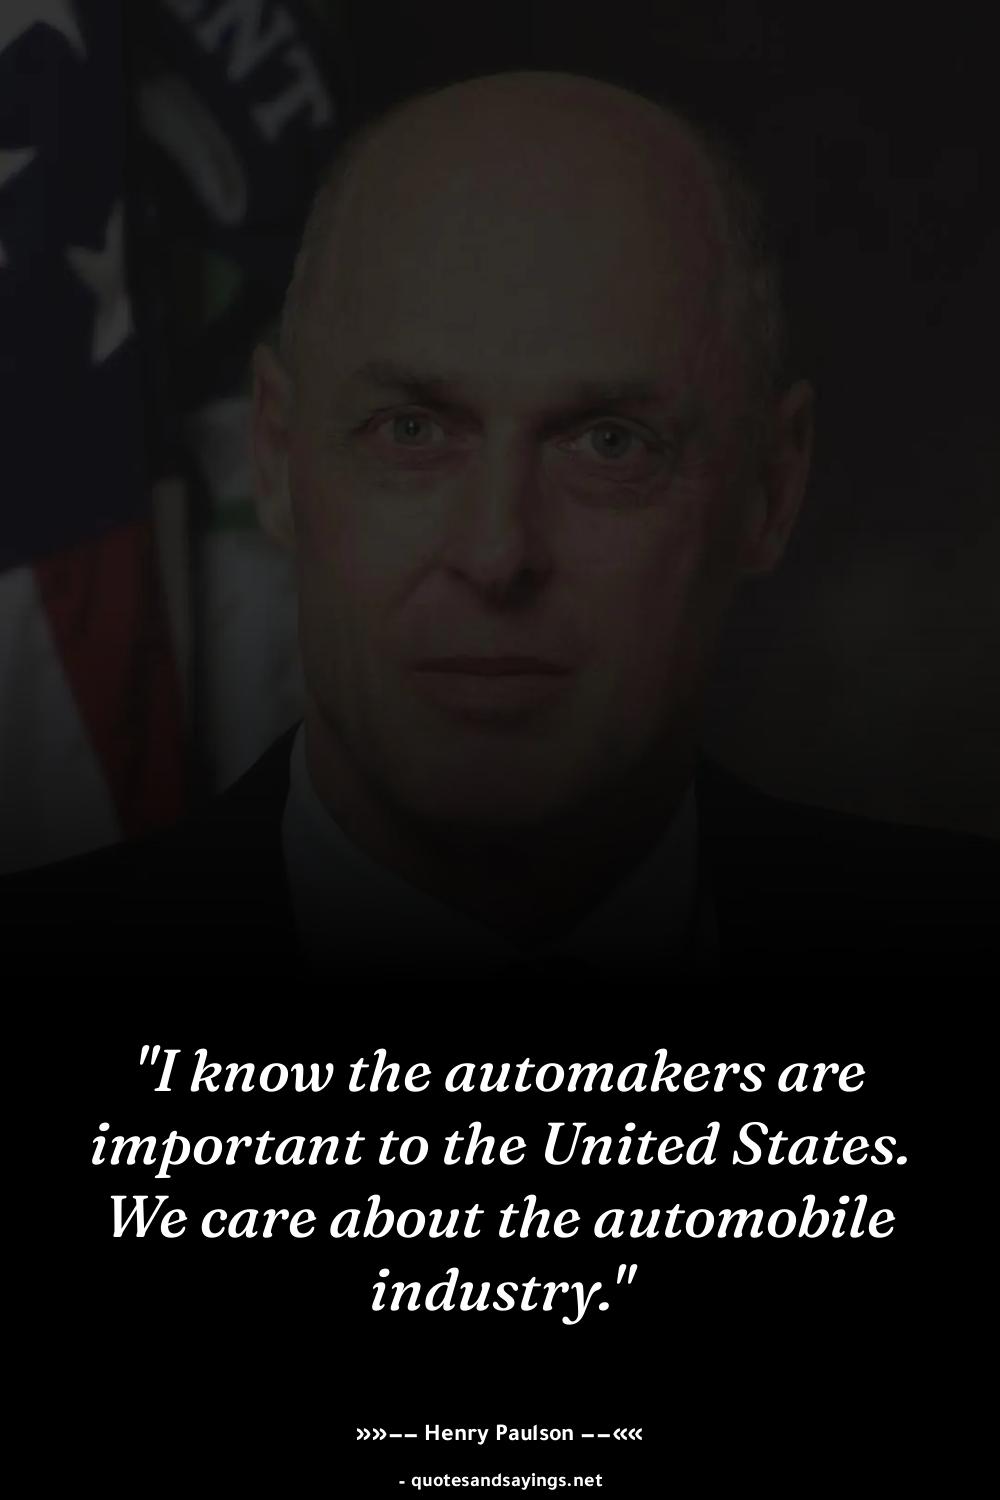 NT
"I know the automakers are
important to the United States.
We care about the automobile
industry."
»»–– Henry Paulson ––««
- quotesandsayings.net